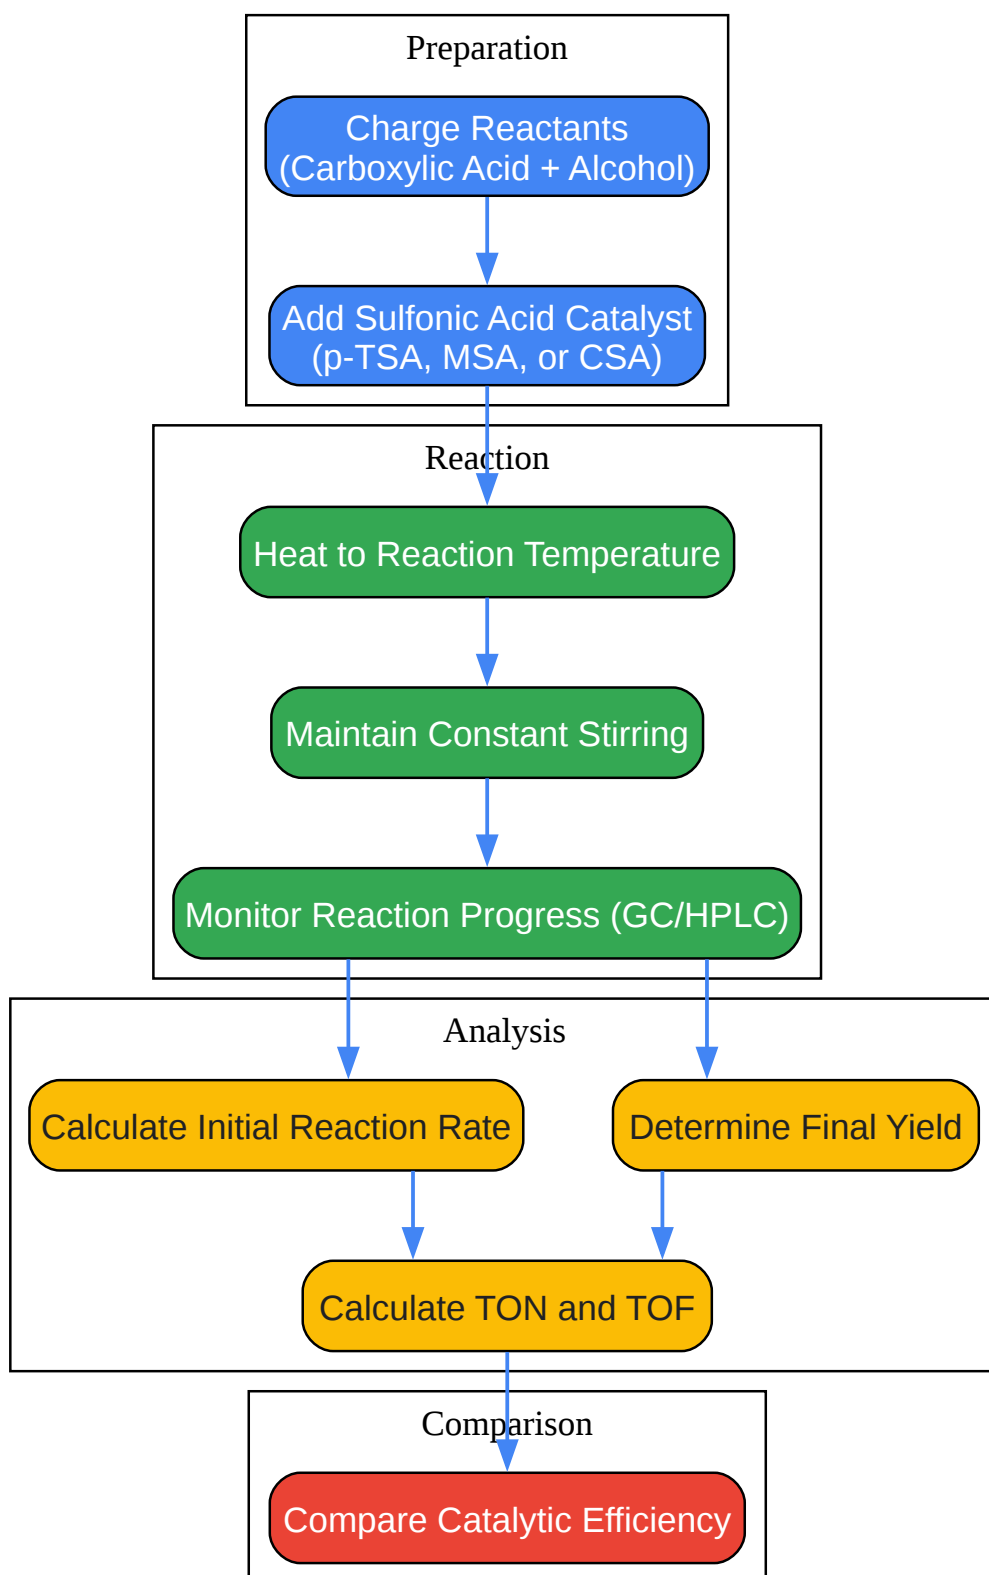 Preparation
Charge Reactants
(Carboxylic Acid + Alcohol)
Add Sulfonic Acid Catalyst
(p-TSA, MSA, or CSA)
Reaction
Heat to Reaction Temperature
Maintain Constant Stirring
Monitor Reaction Progress (GC/HPLC)
Analysis
Calculate Initial Reaction Rate
Determine Final Yield
Calculate TON and TOF
Comparison
Compare Catalytic Efficiency